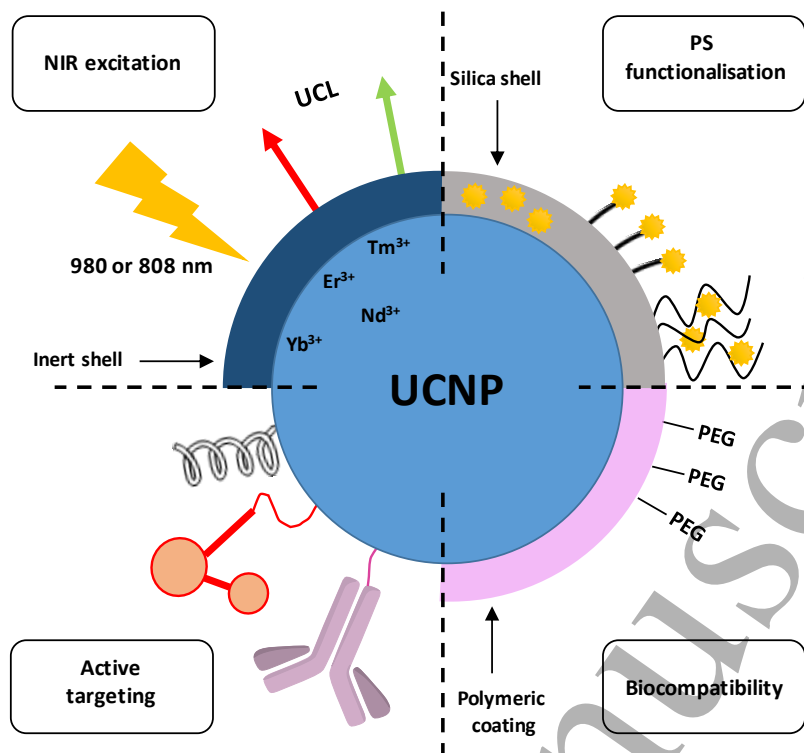 NIR excitation
UCL
980 or 808 nm
Inert shell
Tm³⁺
Er³⁺
Nd³⁺
Yb³⁺
PS
functionalisation
Silica shell
UCNP
Active
targeting
PEG
PEG
PEG
Polymeric
coating
Biocompatibility